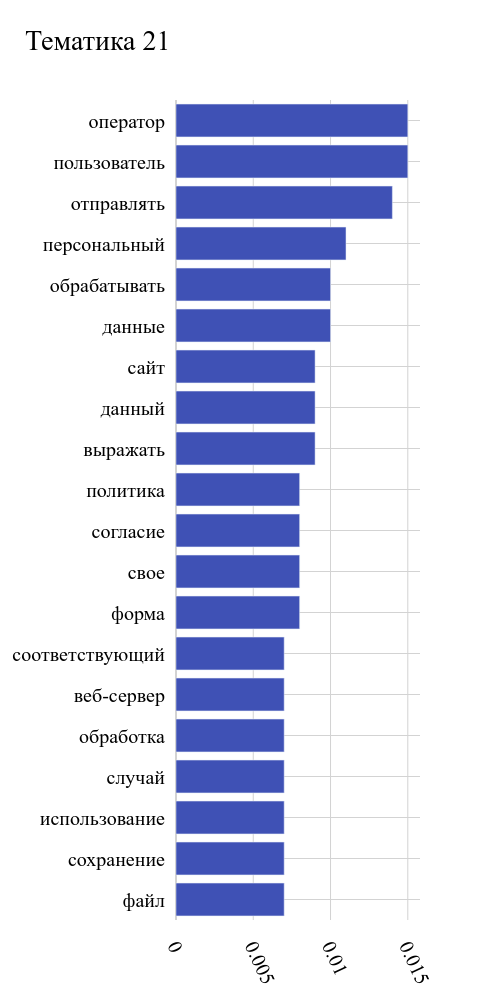 Тематика 21
оператор
пользователь
отправлять
персональный
обрабатывать
данные
сайт
данный
выражать
политика
согласие
свое
форма
соответствующий
веб-сервер
обработка
случай
использование
сохранение
файл
0
0.005
0.01
0.015